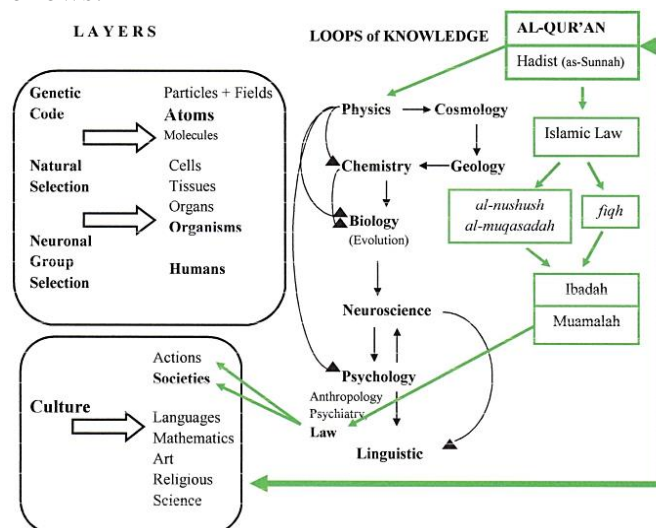 LAYERS
Genetic
Code
Particles + Fields
Atoms
Molecules
Natural
Selection
Cells
Tissues
Organs
Organisms
Neuronal
Group
Selection
Humans
Culture
Actions
Societies
Languages
Mathematics
Art
Religious
Science
LOOPS of KNOWLEDGE
Physics
Cosmology
Chemistry
Geology
Biology
(Evolution)
Neuroscience
Psychology
Anthropology
Psychiatry
Law
Linguistic
AL-QUR'AN
Hadist (as-Sunnah)
Islamic Law
al-nushush
al-muqasadah
fiqh
Ibadah
Muamalah